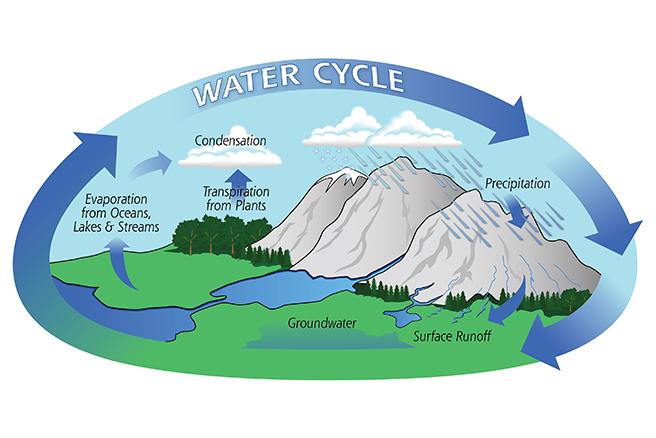 WATER CYCLE
Condensation
Evaporation
from Oceans,
Lakes & Streams
Transpiration
from Plants
Precipitation
Groundwater
Surface Runoff